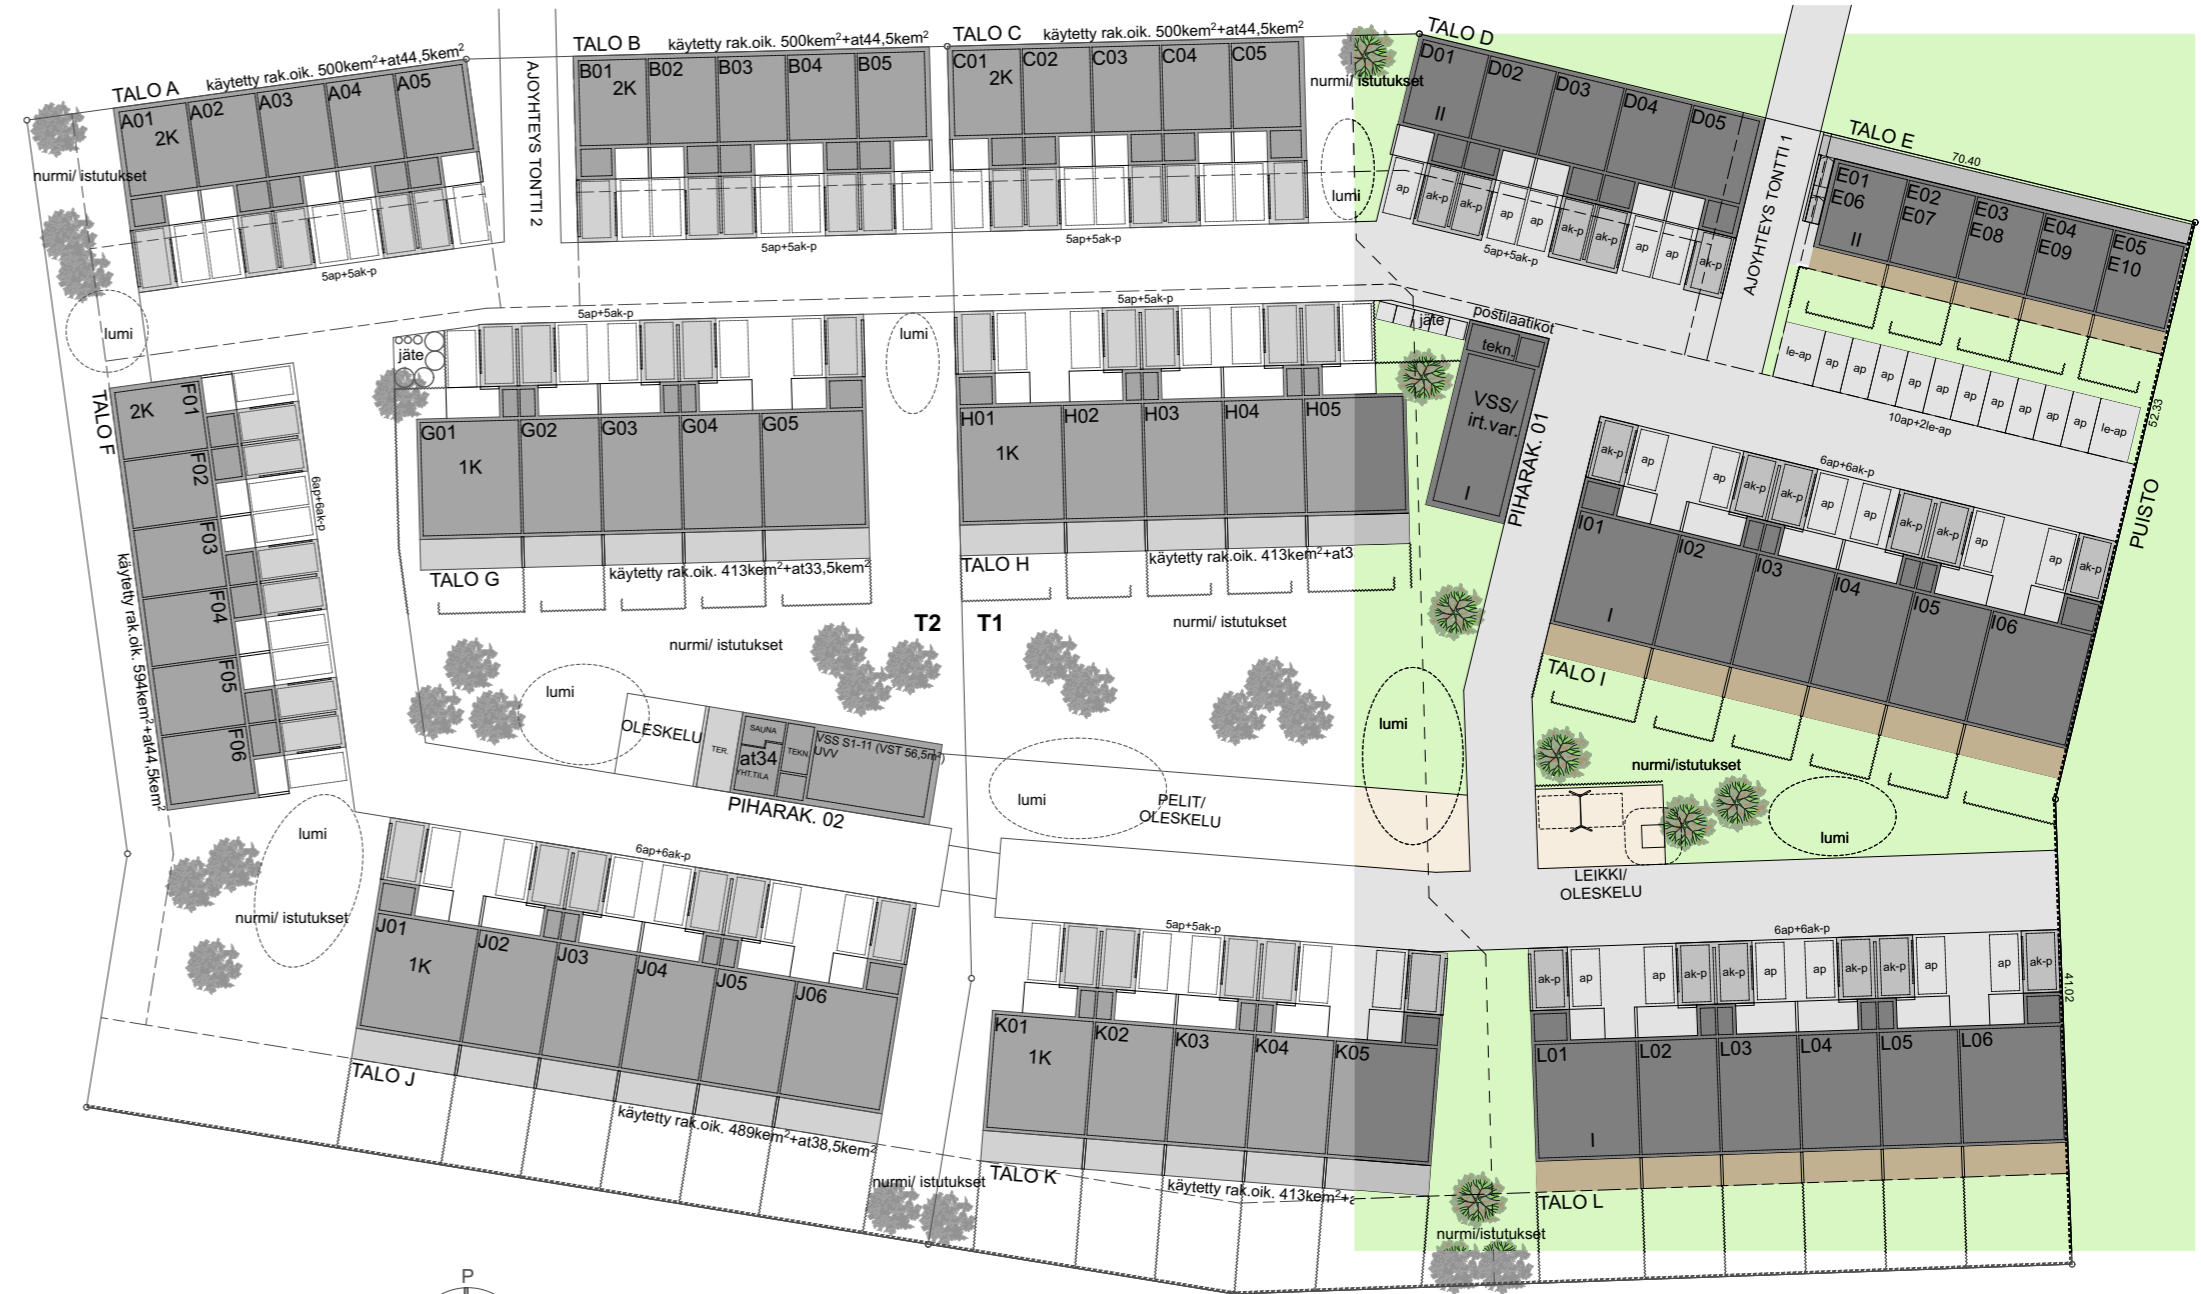 TALO A
käytetty rak.oik. 500kem²+at44,5kem²
A01
2K
A02
A03
A04
A05
nurmi/ istutukset
5ap+5ak-p
lumi
AJOYHTEYS TONTTI 2
TALO B
käytetty rak.oik. 500kem²+at44,5kem²
B01
2K
B02
B03
B04
B05
5ap+5ak-p
TALO C
käytetty rak.oik. 500kem²+at44,5kem²
C01
2K
C02
C03
C04
C05
5ap+5ak-p
nurmi/ istutukset
lumi
TALO D
D01
II
D02
D03
D04
D05
ap
ak-p
ak-p
ap
ap
ak-p
ak-p
ap
ap
ak-p
5ap+5ak-p
AJOYHTEYS TONTTI 1
TALO E
70.40
E01
E06
II
E02
E07
E03
E08
E04
E09
E05
E10
le-ap
ap
ap
ap
ap
ap
ap
ap
ap
ap
ap
le-ap
10ap+2le-ap
52.33
PUISTO
TALO F
2K
F01
F02
F03
F04
F05
F06
6ap+6ak-p
käytetty rak.oik. 594kem²+at44,5kem²
jäte
5ap+5ak-p
lumi
G01
1K
G02
G03
G04
G05
TALO G
käytetty rak.oik. 413kem²+at33,5kem²
5ap+5ak-p
H01
1K
H02
H03
H04
H05
TALO H
käytetty rak.oik. 413kem²+at3
jäte
postilaatikot
tekn.
VSS/
irt.var.
I
PIHARAK. 01
ak-p
ap
ap
ak-p
ak-p
ap
ap
ak-p
ak-p
ap
ap
ak-p
6ap+6ak-p
I01
I
I02
I03
I04
I05
I06
TALO I
T2
T1
nurmi/ istutukset
nurmi/ istutukset
lumi
OLESKELU
TER.
SAUNA
at34
YHT.TILA
TEKN.
VSS S1-11 (VST 56,5m²)
UVV
PIHARAK. 02
lumi
PELIT/
OLESKELU
lumi
nurmi/istutukset
lumi
LEIKKI/
OLESKELU
lumi
nurmi/ istutukset
6ap+6ak-p
J01
1K
J02
J03
J04
J05
J06
TALO J
käytetty rak.oik. 489kem²+at38,5kem²
nurmi/ istutukset
5ap+5ak-p
K01
1K
K02
K03
K04
K05
TALO K
käytetty rak.oik. 413kem²+
6ap+6ak-p
ak-p
ap
ap
ak-p
ak-p
ap
ap
ak-p
ak-p
ap
ap
ak-p
41.02
L01
I
L02
L03
L04
L05
L06
TALO L
nurmi/istutukset
P